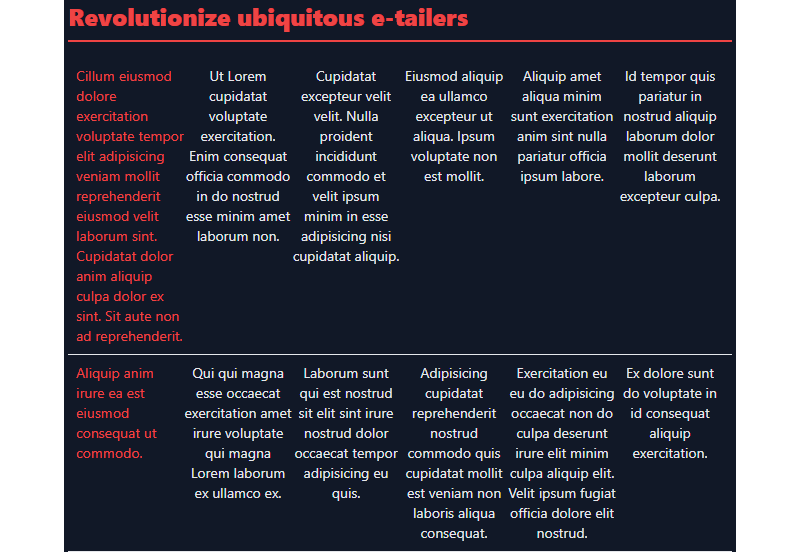 Revolutionize ubiquitous e-tailers
Cillum eiusmod
dolore
exercitation
voluptate tempor
elit adipisicing
veniam mollit
reprehenderit
eiusmod velit
laborum sint.
Cupidatat dolor
anim aliquip
culpa dolor ex
sint. Sit aute non
ad reprehenderit.
Ut Lorem
cupidatat
voluptate
exercitation.
Enim consequat
officia commodo
in do nostrud
esse minim amet
laborum non.
Cupidatat
excepteur velit
velit. Nulla
proident
incididunt
commodo et
velit ipsum
minim in esse
adipisicing nisi
cupidatat aliquip.
Eiusmod aliquip
ea ullamco
excepteur ut
aliqua. Ipsum
voluptate non
est mollit.
Aliquip amet
aliqua minim
sunt exercitation
anim sint nulla
pariatur officia
ipsum labore.
Id tempor quis
pariatur in
nostrud aliquip
laborum dolor
mollit deserunt
laborum
excepteur culpa.
Aliquip anim
irure ea est
eiusmod
consequat ut
commodo.
Qui qui magna
esse occaecat
exercitation amet
irure voluptate
qui magna
Lorem laborum
ex ullamco ex.
Laborum sunt
qui est nostrud
sit elit sint irure
nostrud dolor
occaecat tempor
adipisicing eu
quis.
Adipisicing
cupidatat
reprehenderit
nostrud
commodo quis
cupidatat mollit
est veniam non
laboris aliqua
consequat.
Exercitation eu
eu do adipisicing
occaecat non do
culpa deserunt
irure elit minim
culpa aliquip elit.
Velit ipsum fugiat
officia dolore elit
nostrud.
Ex dolore sunt
do voluptate in
id consequat
aliquip
exercitation.